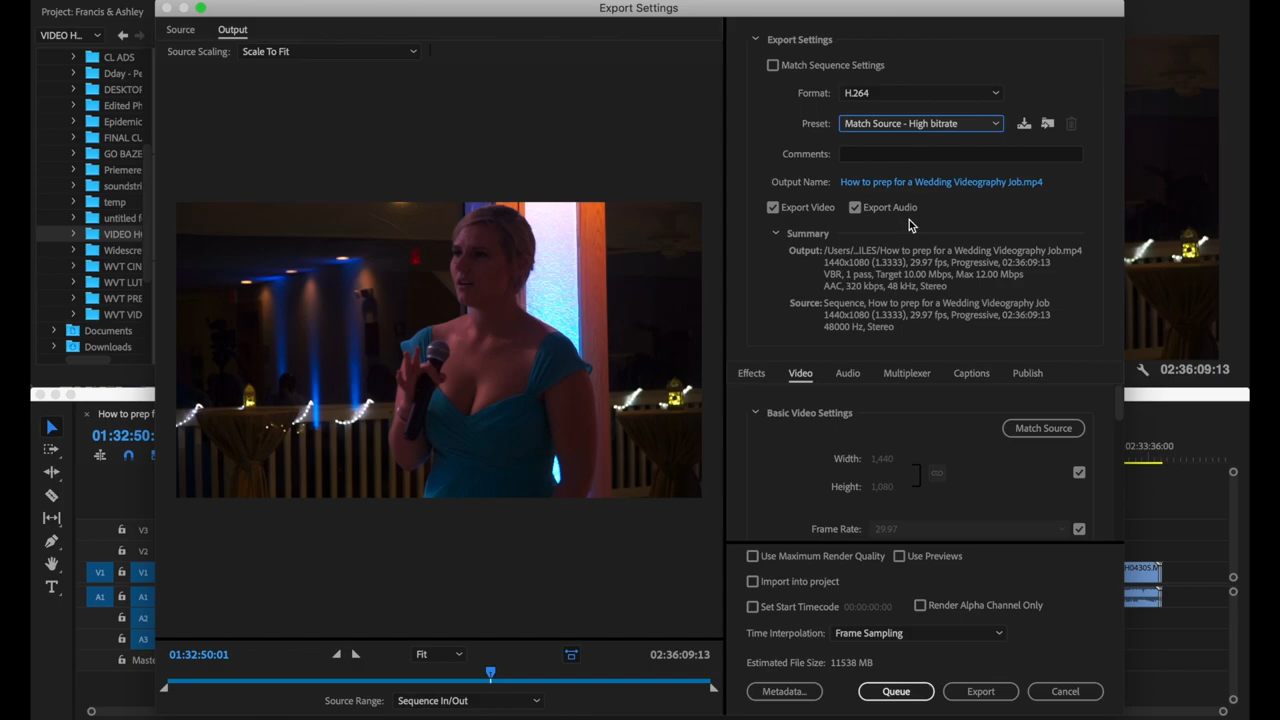 Project: Francis & Ashley
VIDEO H...
CL ADS
Dday - Pe
DESKTOP
Edited Ph
Epidemic
FINAL CU
GO BAZE
Priemere
soundstri
temp
untitled f
VIDEO HO
Widescre
WVT CIN
WVT LUT
WVT PRE
WVT VID
Documents
Downloads
Export Settings
Source
Output
Source Scaling:
Scale To Fit
Export Settings
Match Sequence Settings
Format:
H.264
Preset:
Match Source - High bitrate
Comments:
Output Name:
How to prep for a Wedding Videography Job.mp4
Export Video
Export Audio
Summary
Output: /Users/...ILES/How to prep for a Wedding Videography Job.mp4
1440x1080 (1.3333), 29.97 fps, Progressive, 02:36:09:13
VBR, 1 pass, Target 10.00 Mbps, Max 12.00 Mbps
AAC, 320 kbps, 48 kHz, Stereo
Source: Sequence, How to prep for a Wedding Videography Job
1440x1080 (1.3333), 29.97 fps, Progressive, 02:36:09:13
48000 Hz, Stereo
Effects
Video
Audio
Multiplexer
Captions
Publish
Basic Video Settings
Match Source
Width:
1,440
Height:
1,080
Frame Rate:
29.97
Use Maximum Render Quality
Use Previews
Import into project
Set Start Timecode
00:00:00:00
Render Alpha Channel Only
Time Interpolation:
Frame Sampling
Estimated File Size: 11538 MB
Metadata...
Queue
Export
Cancel
01:32:50:01
Fit
02:36:09:13
Source Range:
Sequence In/Out
How to prep f
01:32:50:
V3
V2
V1
V1
A1
A1
A2
A3
Maste
02:36:09:13
02:33:36:00
H0430S.M